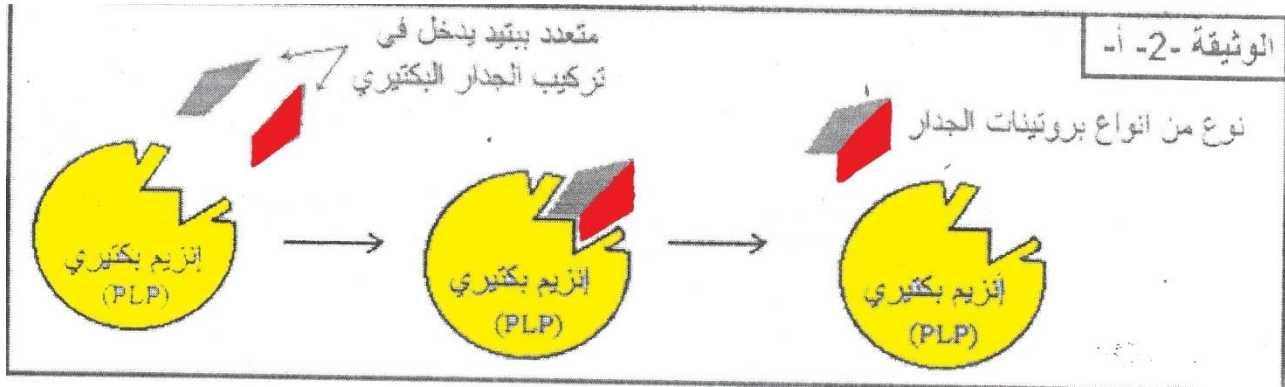 الوثيقة -2- أ-
متعدد ببتيد يدخل في
تركيب الجدار البكتيري
نوع من انواع بروتينات الجدار
إنزيم بكتيري
(PLP)
إنزيم بكتيري
(PLP)
إنزيم بكتيري
(PLP)